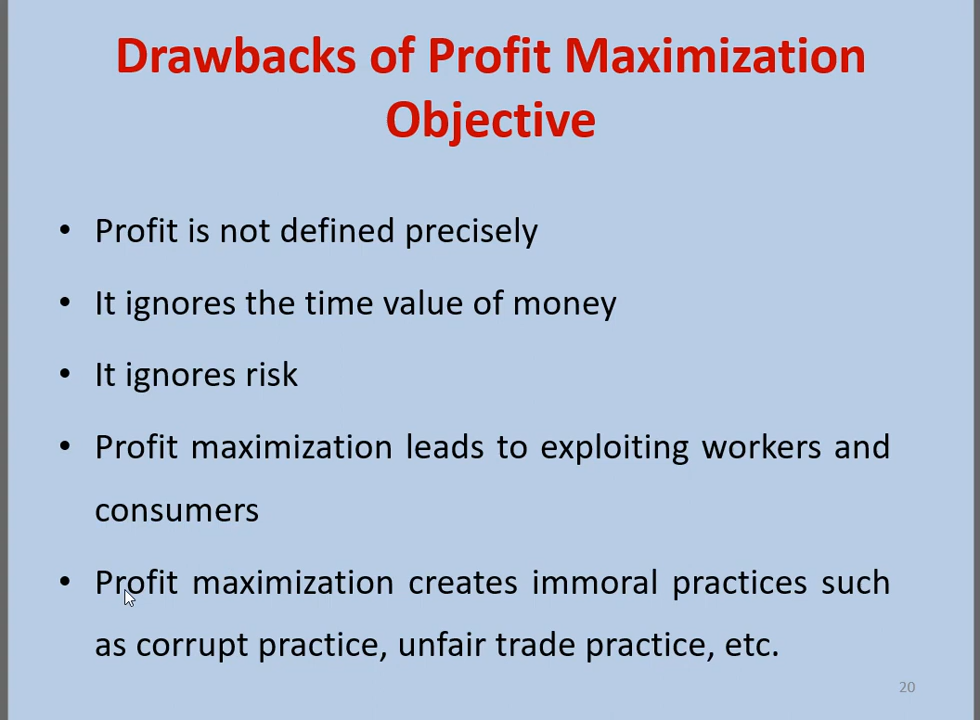 Drawbacks of Profit Maximization
Objective
• Profit is not defined precisely
• It ignores the time value of money
• It ignores risk
• Profit maximization leads to exploiting workers and
consumers
• Profit maximization creates immoral practices such
as corrupt practice, unfair trade practice, etc.
20